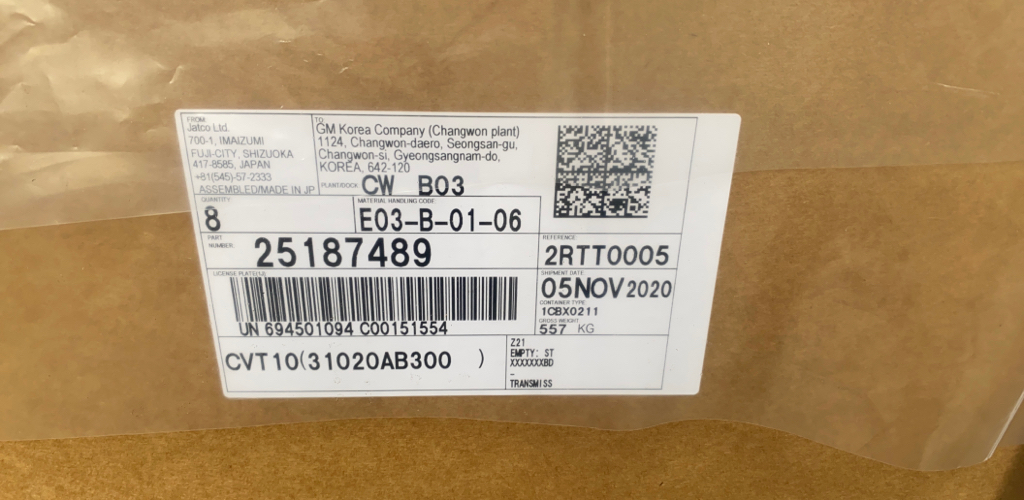 FROM
Jatco Ltd.
700-1, IMAIZUMI
FUJI-CITY, SHIZUOKA
417-8585, JAPAN
+81(545)-57-2333
ASSEMBLED/MADE IN JP
TO
GM Korea Company (Changwon plant)
1124, Changwon-daero, Seongsan-gu,
Changwon-si, Gyeongsangnam-do,
KOREA, 642-120
PLANT/DOCK CW B03
QUANTITY
8
MATERIAL HANDLING CODE
E03-B-01-06
PART
NUMBER
25187489
REFERENCE
2RTT0005
LICENSE PLATE(1J)
UN 694501094 C00151554
SHIPMENT DATE
05NOV2020
CONTAINER TYPE
1CBX0211
GROSS WEIGHT
557 KG
CVT10(31020AB300 )
Z21
EMPTY: ST
XXXXXXXBD
-
TRANSMISS